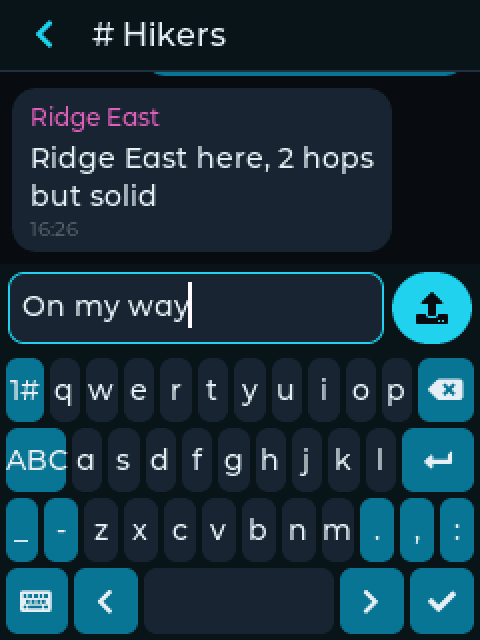 # Hikers
Ridge East
Ridge East here, 2 hops
but solid
16:26
On my way
1# q w e r t y u i o p
ABC a s d f g h j k l
_ - z x c v b n m . , :